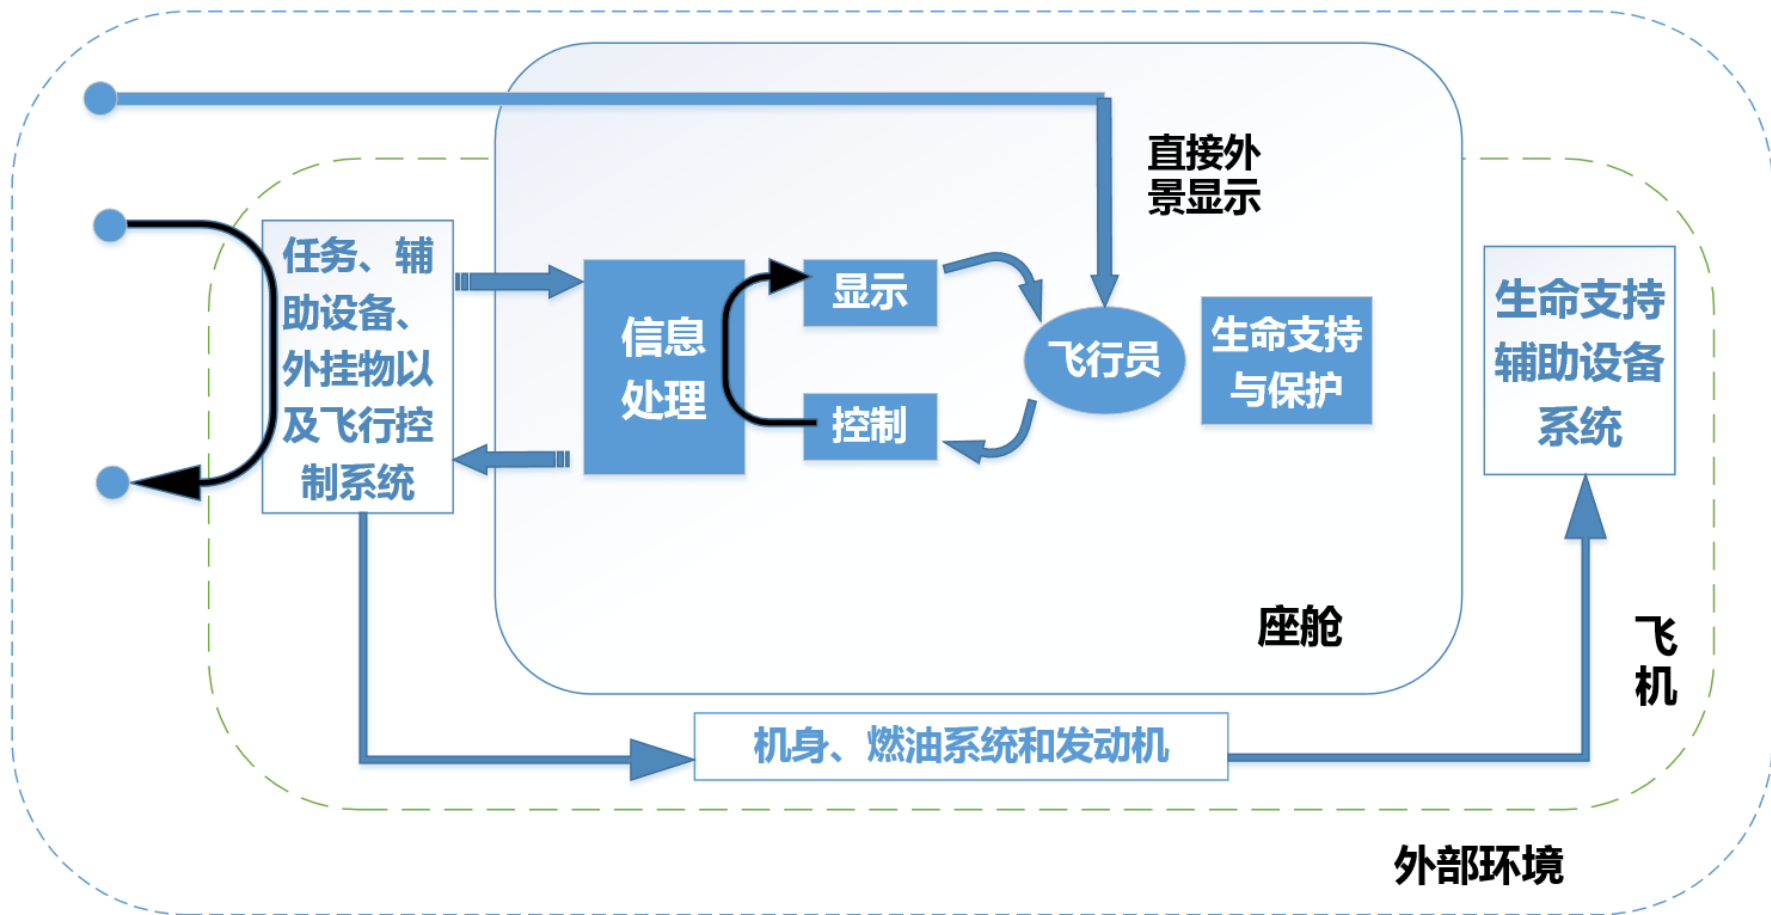 直接外
景显示
任务、辅
助设备、
外挂物以
及飞行控
制系统
信息
处理
显示
控制
飞行员
生命支持
与保护
生命支持
辅助设备
系统
座舱
飞
机
机身、燃油系统和发动机
外部环境